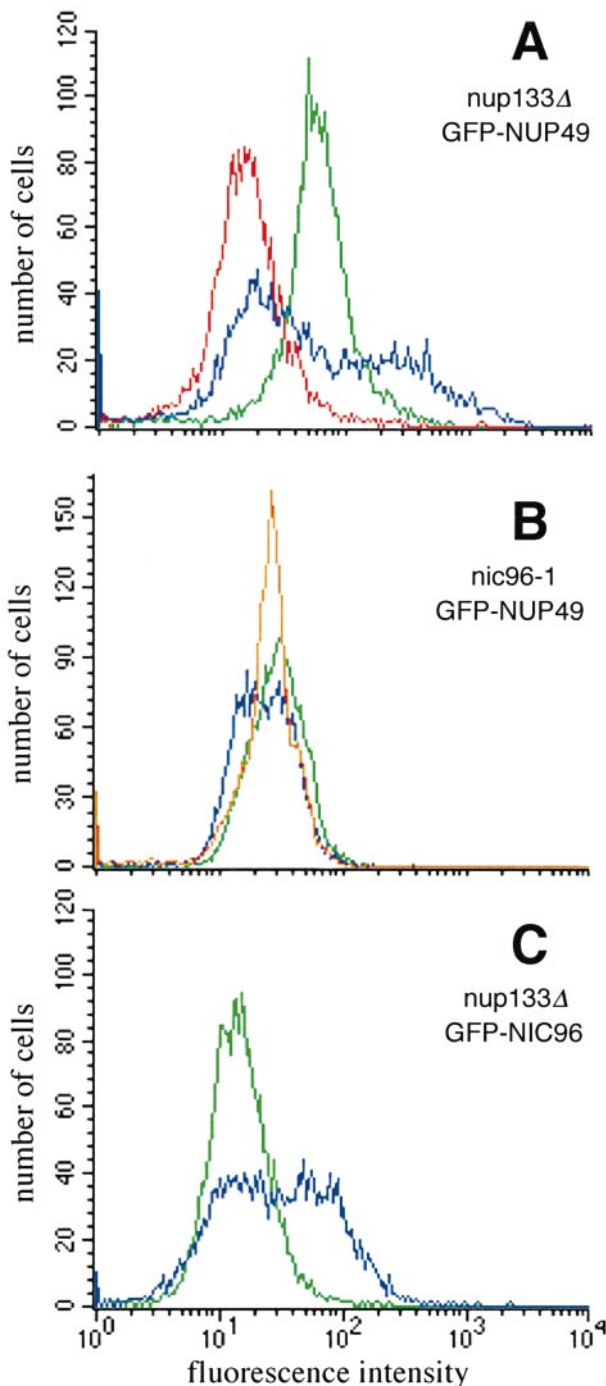 A
nup133Δ
GFP-NUP49
number of cells
120
100
80
60
40
20
0
B
nic96-1
GFP-NUP49
number of cells
150
120
90
60
30
0
C
nup133Δ
GFP-NIC96
number of cells
120
100
80
60
40
20
0
10⁰ 10¹ 10² 10³ 10⁴
fluorescence intensity